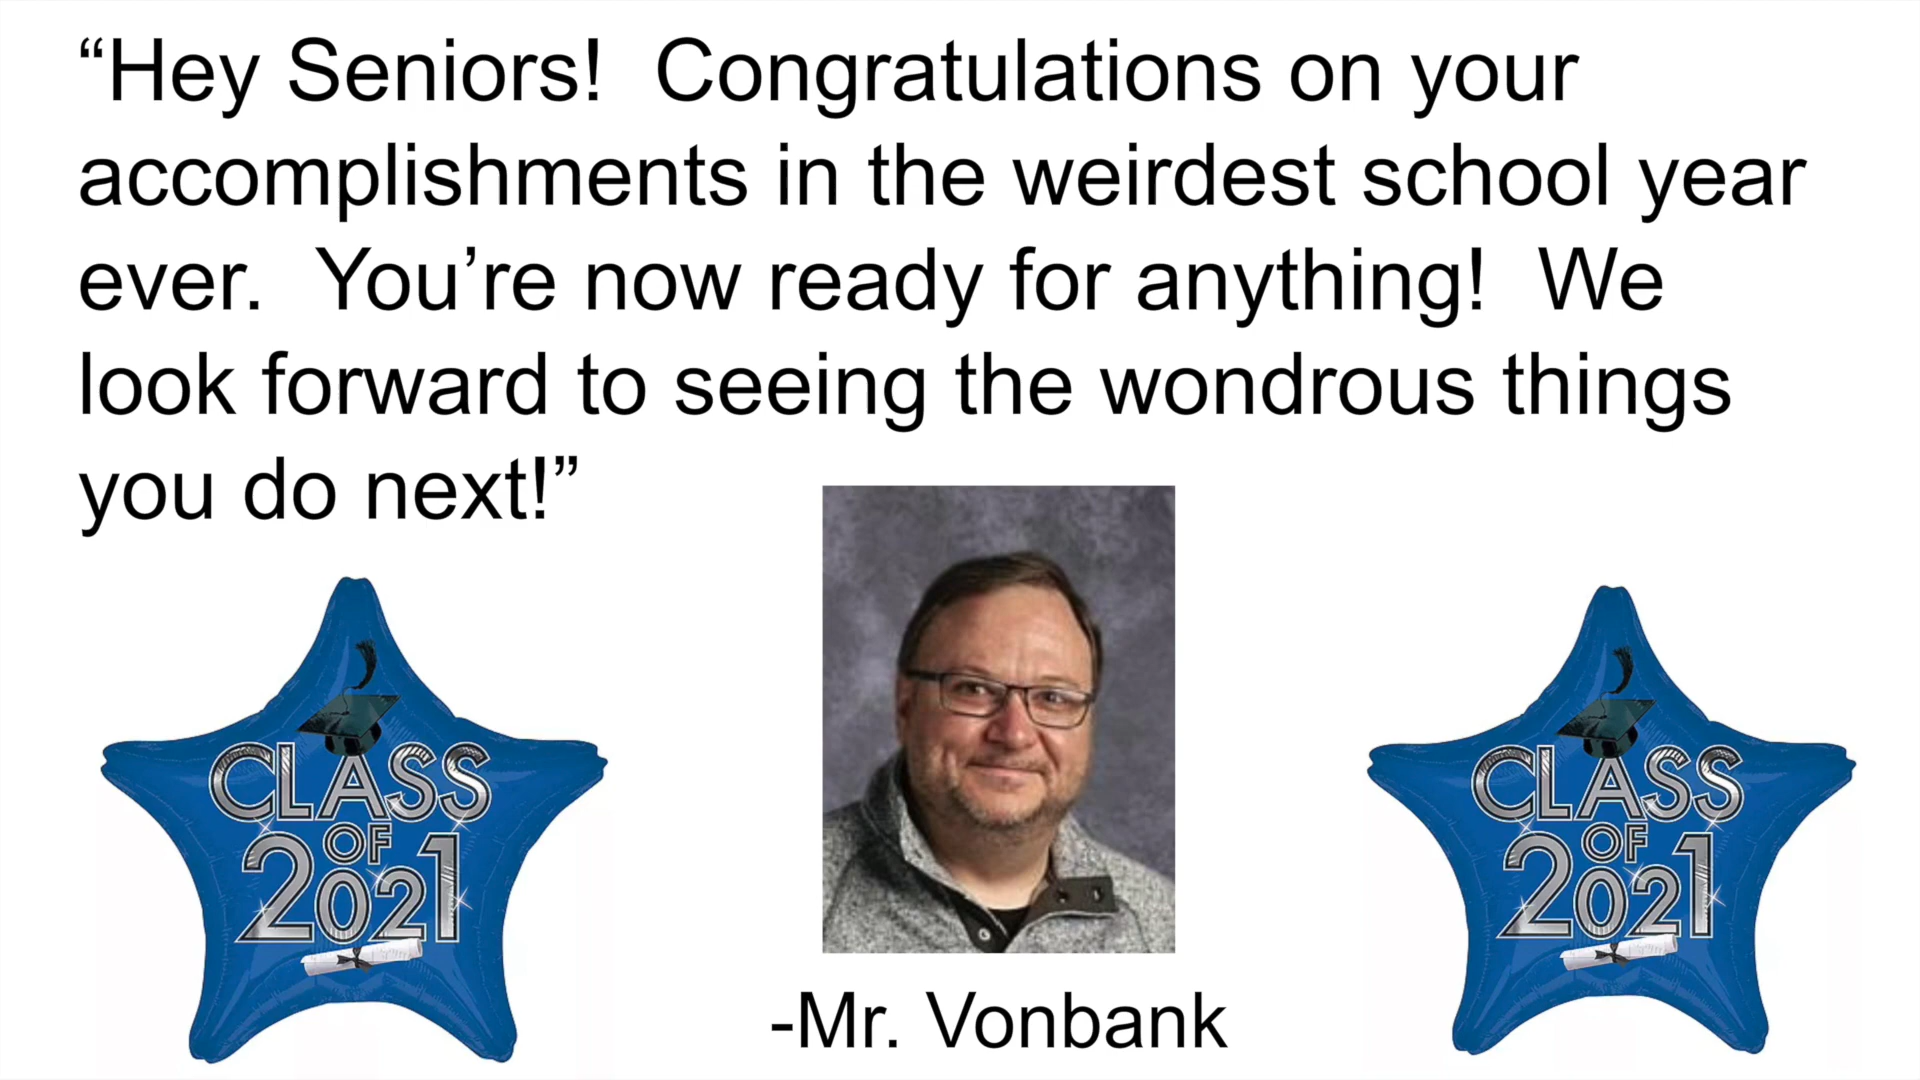 “Hey Seniors!  Congratulations on your
accomplishments in the weirdest school year
ever.  You’re now ready for anything!  We
look forward to seeing the wondrous things
you do next!”
CLASS
OF
2021
CLASS
OF
2021
-Mr. Vonbank